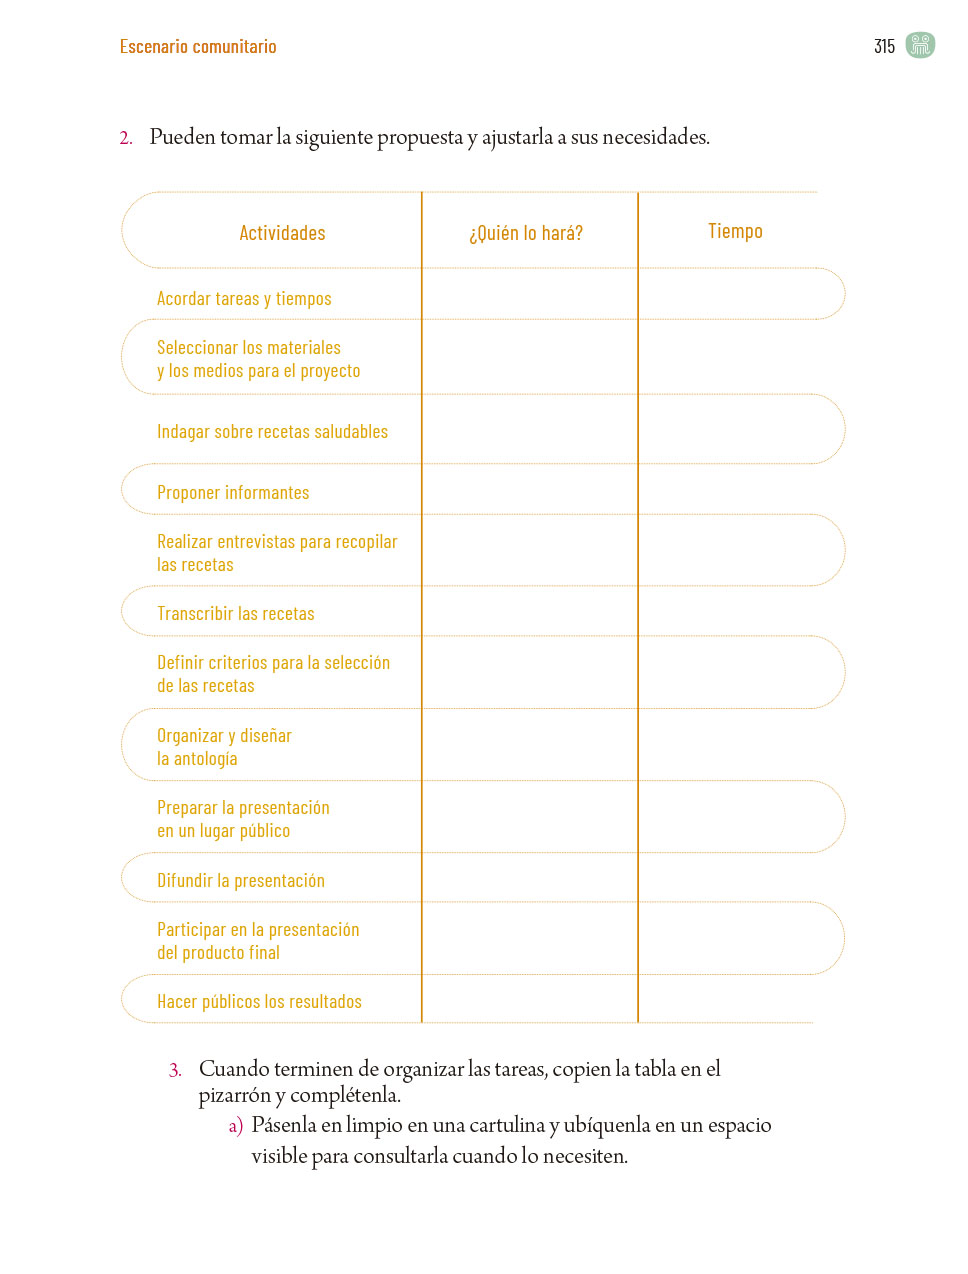 Escenario comunitario
315
2. Pueden tomar la siguiente propuesta y ajustarla a sus necesidades.
Actividades
¿Quién lo hará?
Tiempo
Acordar tareas y tiempos
Seleccionar los materiales
y los medios para el proyecto
Indagar sobre recetas saludables
Proponer informantes
Realizar entrevistas para recopilar
las recetas
Transcribir las recetas
Definir criterios para la selección
de las recetas
Organizar y diseñar
la antología
Preparar la presentación
en un lugar público
Difundir la presentación
Participar en la presentación
del producto final
Hacer públicos los resultados
3. Cuando terminen de organizar las tareas, copien la tabla en el
pizarrón y complétenla.
a) Pásenla en limpio en una cartulina y ubíquenla en un espacio
visible para consultarla cuando lo necesiten.